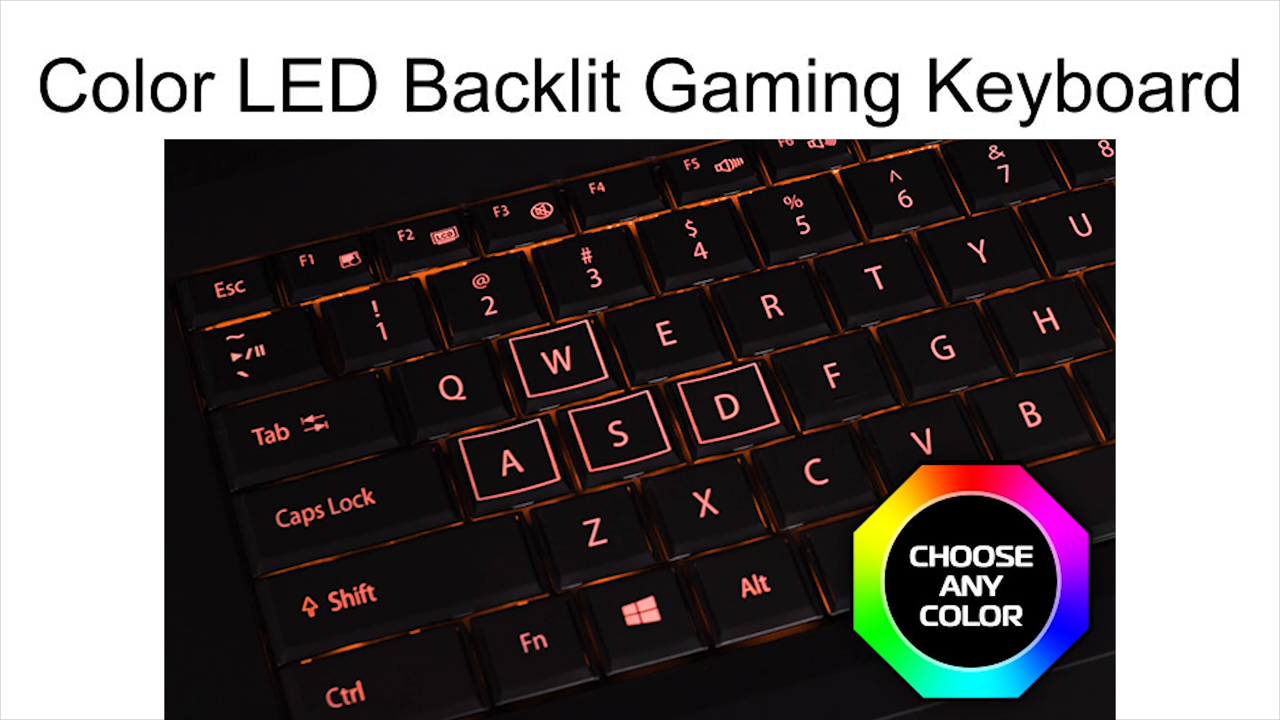 Color LED Backlit Gaming Keyboard
Esc F1 F2 LCD F3 F4 F5 F6
~ ` ! 1 @ 2 # 3 $ 4 % 5 ^ 6 & 7 8
Tab Q W E R T Y U
Caps Lock A S D F G H
Shift Z X C V B
Ctrl Fn Alt
CHOOSE
ANY
COLOR